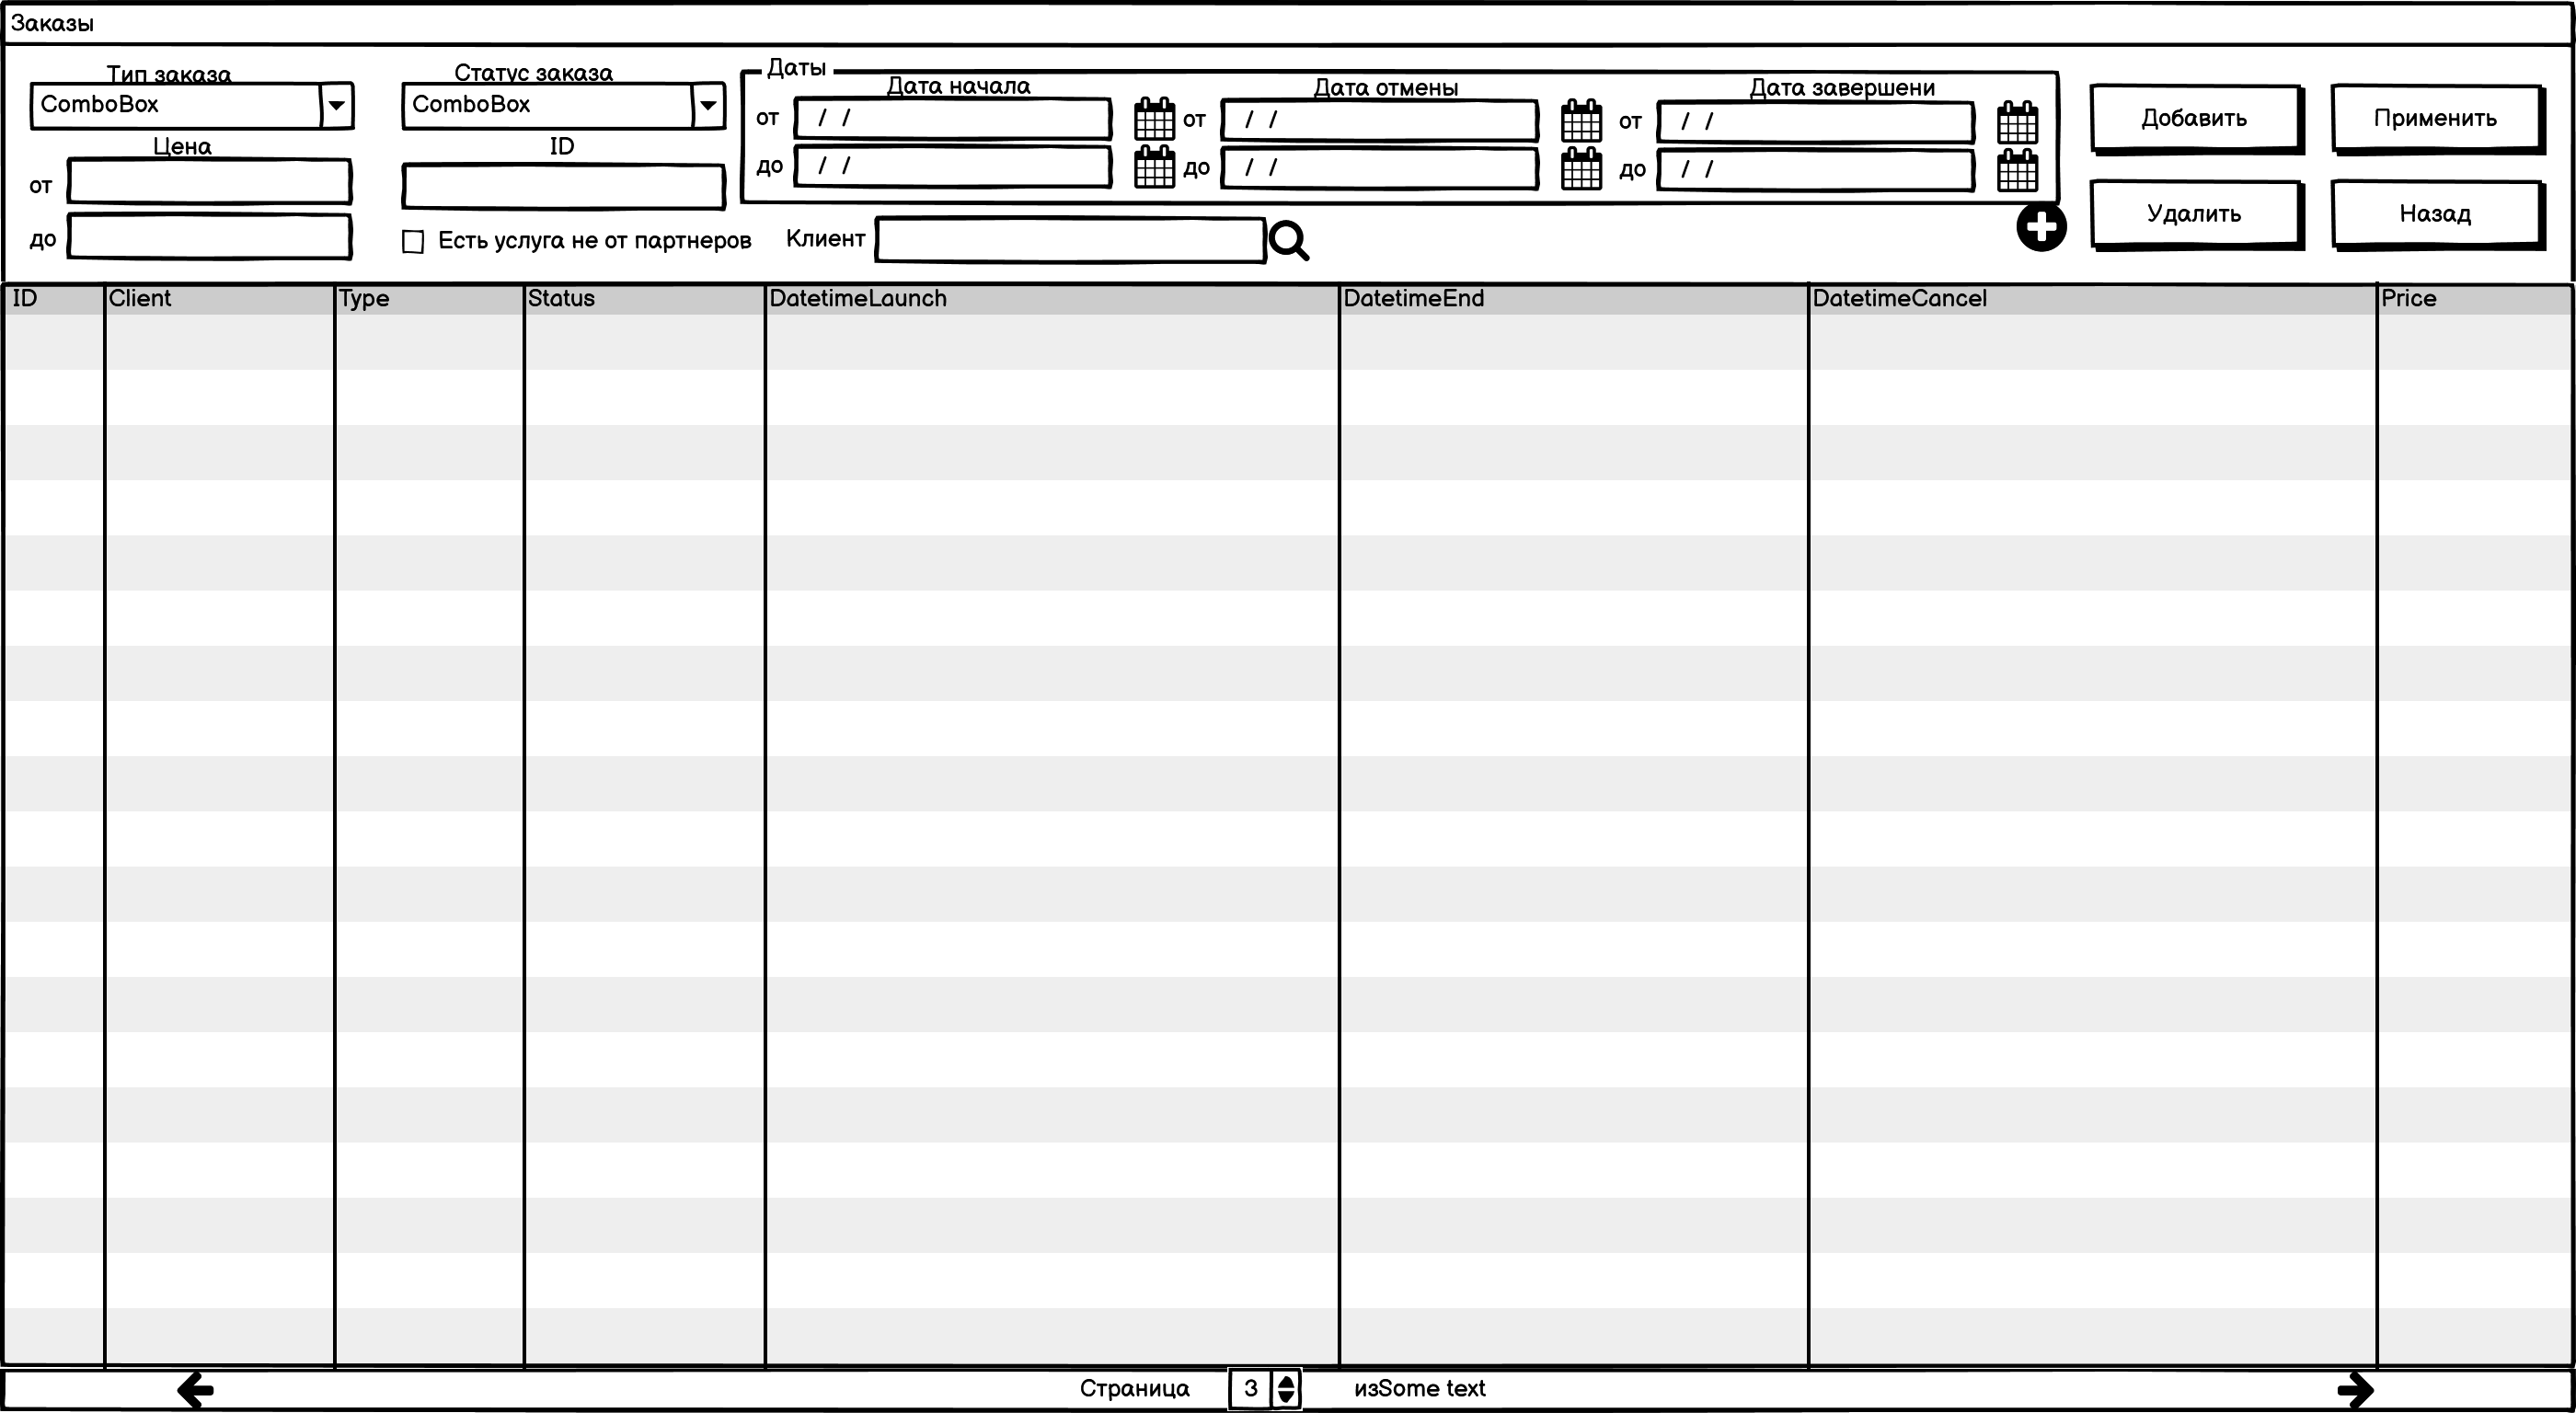 Заказы
Тип заказа
ComboBox
Цена
от
до
Статус заказа
ComboBox
ID
Есть услуга не от партнеров
Даты
Дата начала
от / /
до / /
Дата отмены
от / /
до / /
Дата завершени
от / /
до / /
Клиент
Добавить
Применить
Удалить
Назад
ID Client Type Status DatetimeLaunch DatetimeEnd DatetimeCancel Price
Страница 3 изSome text